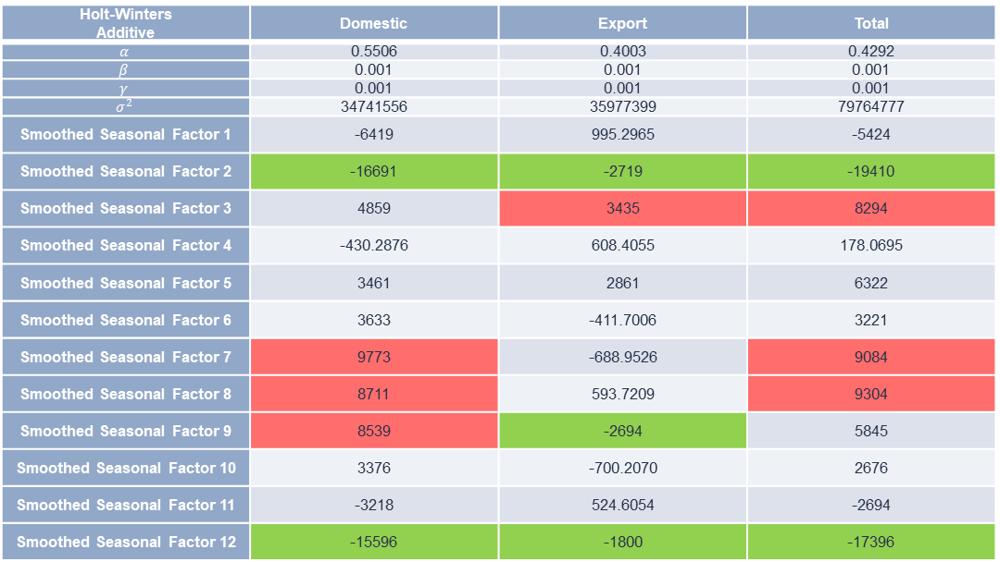 Holt-Winters
Additive Domestic Export Total
α 0.5506 0.4003 0.4292
β 0.001 0.001 0.001
γ 0.001 0.001 0.001
σ² 34741556 35977399 79764777
Smoothed Seasonal Factor 1 -6419 995.2965 -5424
Smoothed Seasonal Factor 2 -16691 -2719 -19410
Smoothed Seasonal Factor 3 4859 3435 8294
Smoothed Seasonal Factor 4 -430.2876 608.4055 178.0695
Smoothed Seasonal Factor 5 3461 2861 6322
Smoothed Seasonal Factor 6 3633 -411.7006 3221
Smoothed Seasonal Factor 7 9773 -688.9526 9084
Smoothed Seasonal Factor 8 8711 593.7209 9304
Smoothed Seasonal Factor 9 8539 -2694 5845
Smoothed Seasonal Factor 10 3376 -700.2070 2676
Smoothed Seasonal Factor 11 -3218 524.6054 -2694
Smoothed Seasonal Factor 12 -15596 -1800 -17396